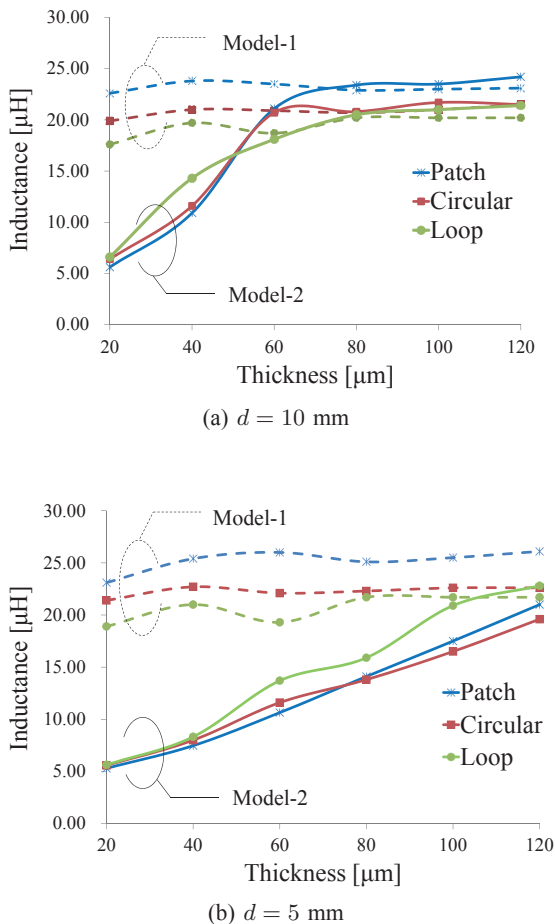 30.00
25.00
20.00
15.00
10.00
5.00
0.00
Inductance [μH]
Model-1
Patch
Circular
Loop
Model-2
20 40 60 80 100 120
Thickness [μm]
(a) d = 10 mm
30.00
25.00
20.00
15.00
10.00
5.00
0.00
Inductance [μH]
Model-1
Patch
Circular
Loop
Model-2
20 40 60 80 100 120
Thickness [μm]
(b) d = 5 mm